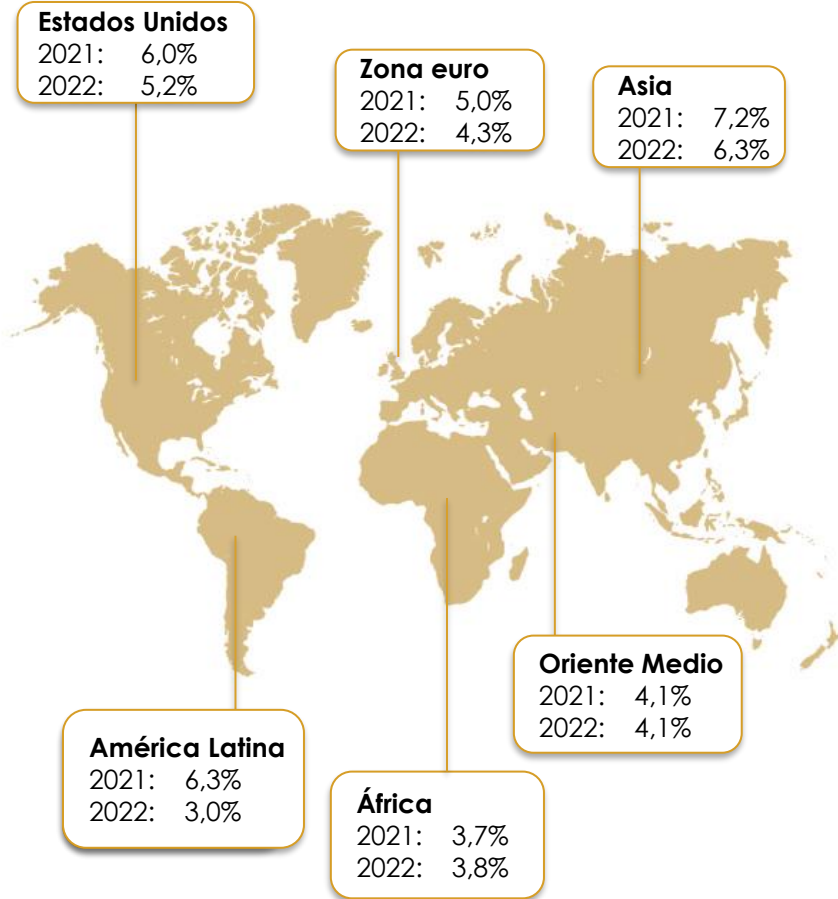 Estados Unidos
2021: 6,0%
2022: 5,2%
Zona euro
2021: 5,0%
2022: 4,3%
Asia
2021: 7,2%
2022: 6,3%
Oriente Medio
2021: 4,1%
2022: 4,1%
América Latina
2021: 6,3%
2022: 3,0%
África
2021: 3,7%
2022: 3,8%